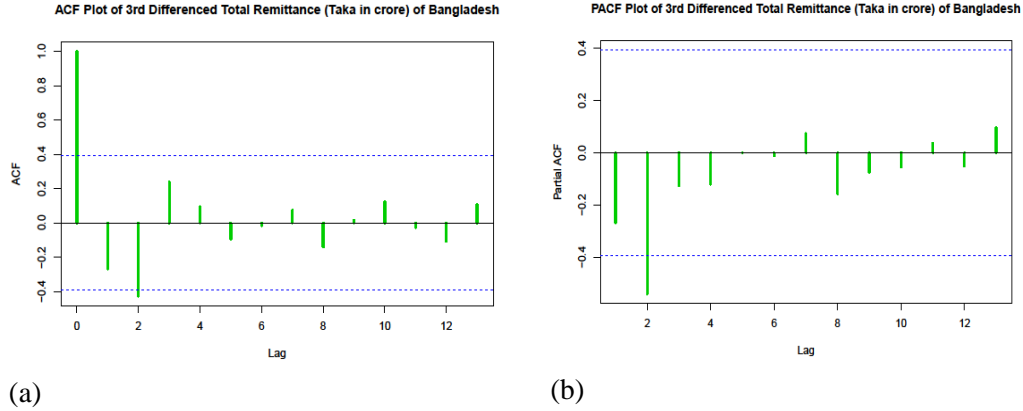 ACF Plot of 3rd Differenced Total Remittance (Taka in crore) of Bangladesh
1.0
0.8
0.6
0.4
0.2
0.0
−0.2
−0.4
ACF
0 2 4 6 8 10 12
Lag
(a)
PACF Plot of 3rd Differenced Total Remittance (Taka in crore) of Bangladesh
0.4
0.2
0.0
−0.2
−0.4
Partial ACF
2 4 6 8 10 12
Lag
(b)